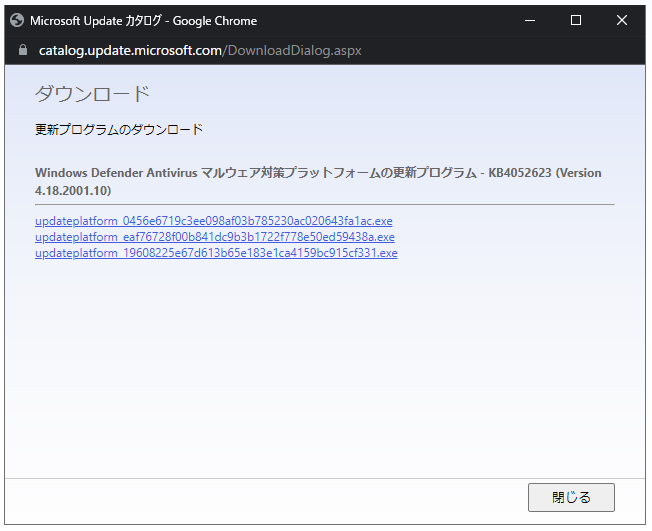 Microsoft Update カタログ - Google Chrome
catalog.update.microsoft.com/DownloadDialog.aspx
ダウンロード
更新プログラムのダウンロード
Windows Defender Antivirus マルウェア対策プラットフォームの更新プログラム - KB4052623 (Version
4.18.2001.10)
updateplatform_0456e6719c3ee098af03b785230ac020643fa1ac.exe
updateplatform_eaf76728f00b841dc9b3b1722f778e50ed59438a.exe
updateplatform_19608225e67d613b65e183e1ca4159bc915cf331.exe
閉じる